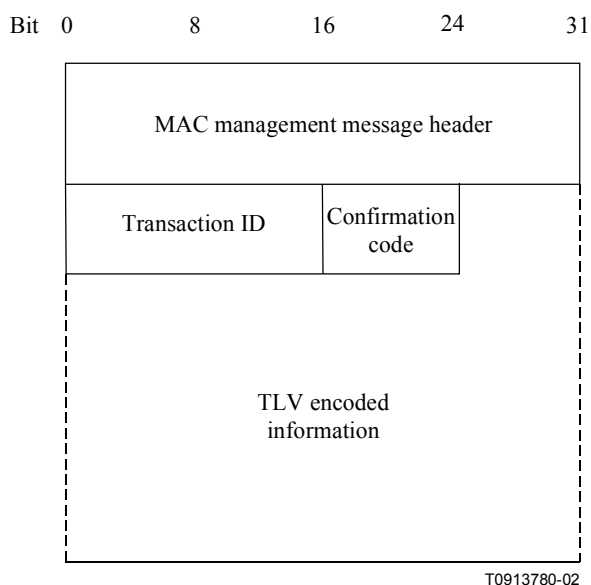 Bit 0 8 16 24 31
MAC management message header
Transaction ID
Confirmation
code
TLV encoded
information
T0913780-02